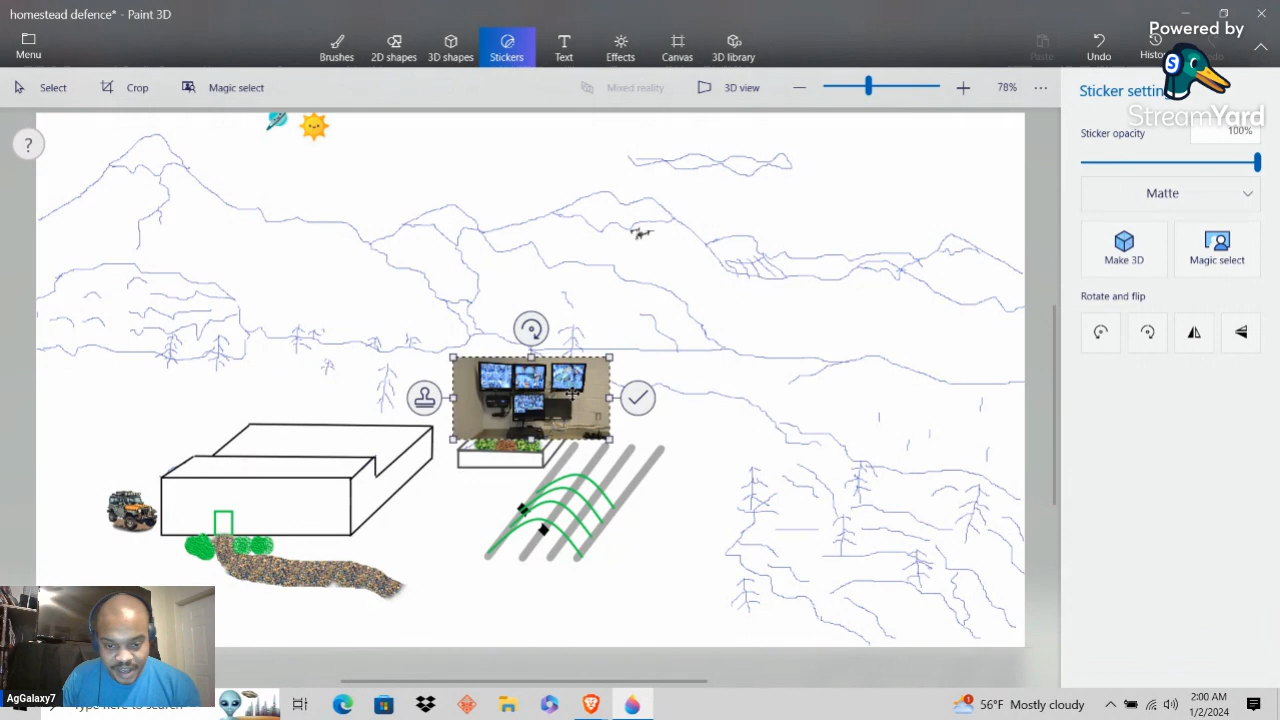 homestead defence* - Paint 3D
Powered by
StreamYard
Menu
Brushes
2D shapes
3D shapes
Stickers
Text
Effects
Canvas
3D library
Paste
Undo
Select
Crop
Magic select
Mixed reality
3D view
78%
?
Sticker opacity
100%
Matte
Make 3D
Magic select
Rotate and flip
AgGalaxy7
56°F Mostly cloudy
2:00 AM
1/2/2024